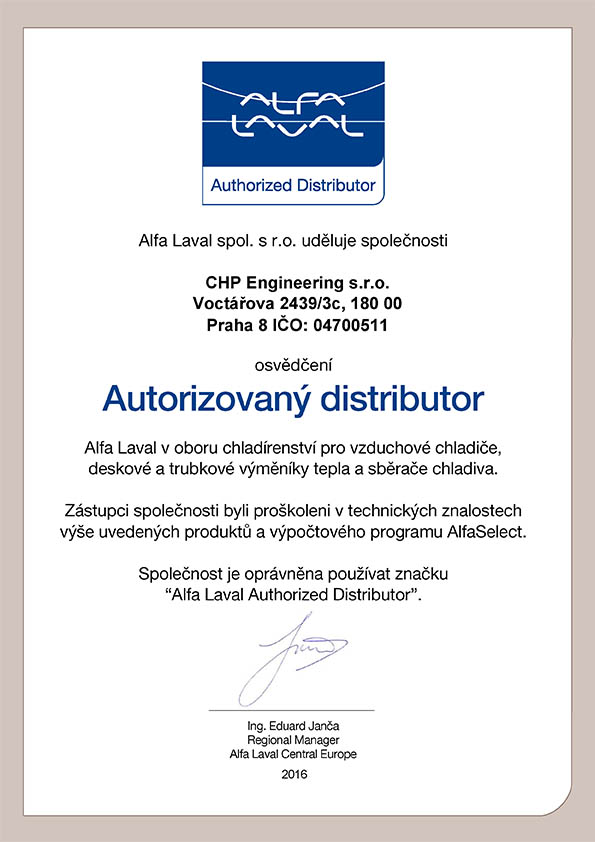 ALFA
LAVAL
Authorized Distributor
Alfa Laval spol. s r.o. uděluje společnosti
CHP Engineering s.r.o.
Voctářova 2439/3c, 180 00
Praha 8 IČO: 04700511
osvědčení
Autorizovaný distributor
Alfa Laval v oboru chladírenství pro vzduchové chladiče,
deskové a trubkové výměníky tepla a sběrače chladiva.
Zástupci společnosti byli proškoleni v technických znalostech
výše uvedených produktů a výpočtového programu AlfaSelect.
Společnost je oprávněna používat značku
“Alfa Laval Authorized Distributor”.
Ing. Eduard Janča
Regional Manager
Alfa Laval Central Europe
2016